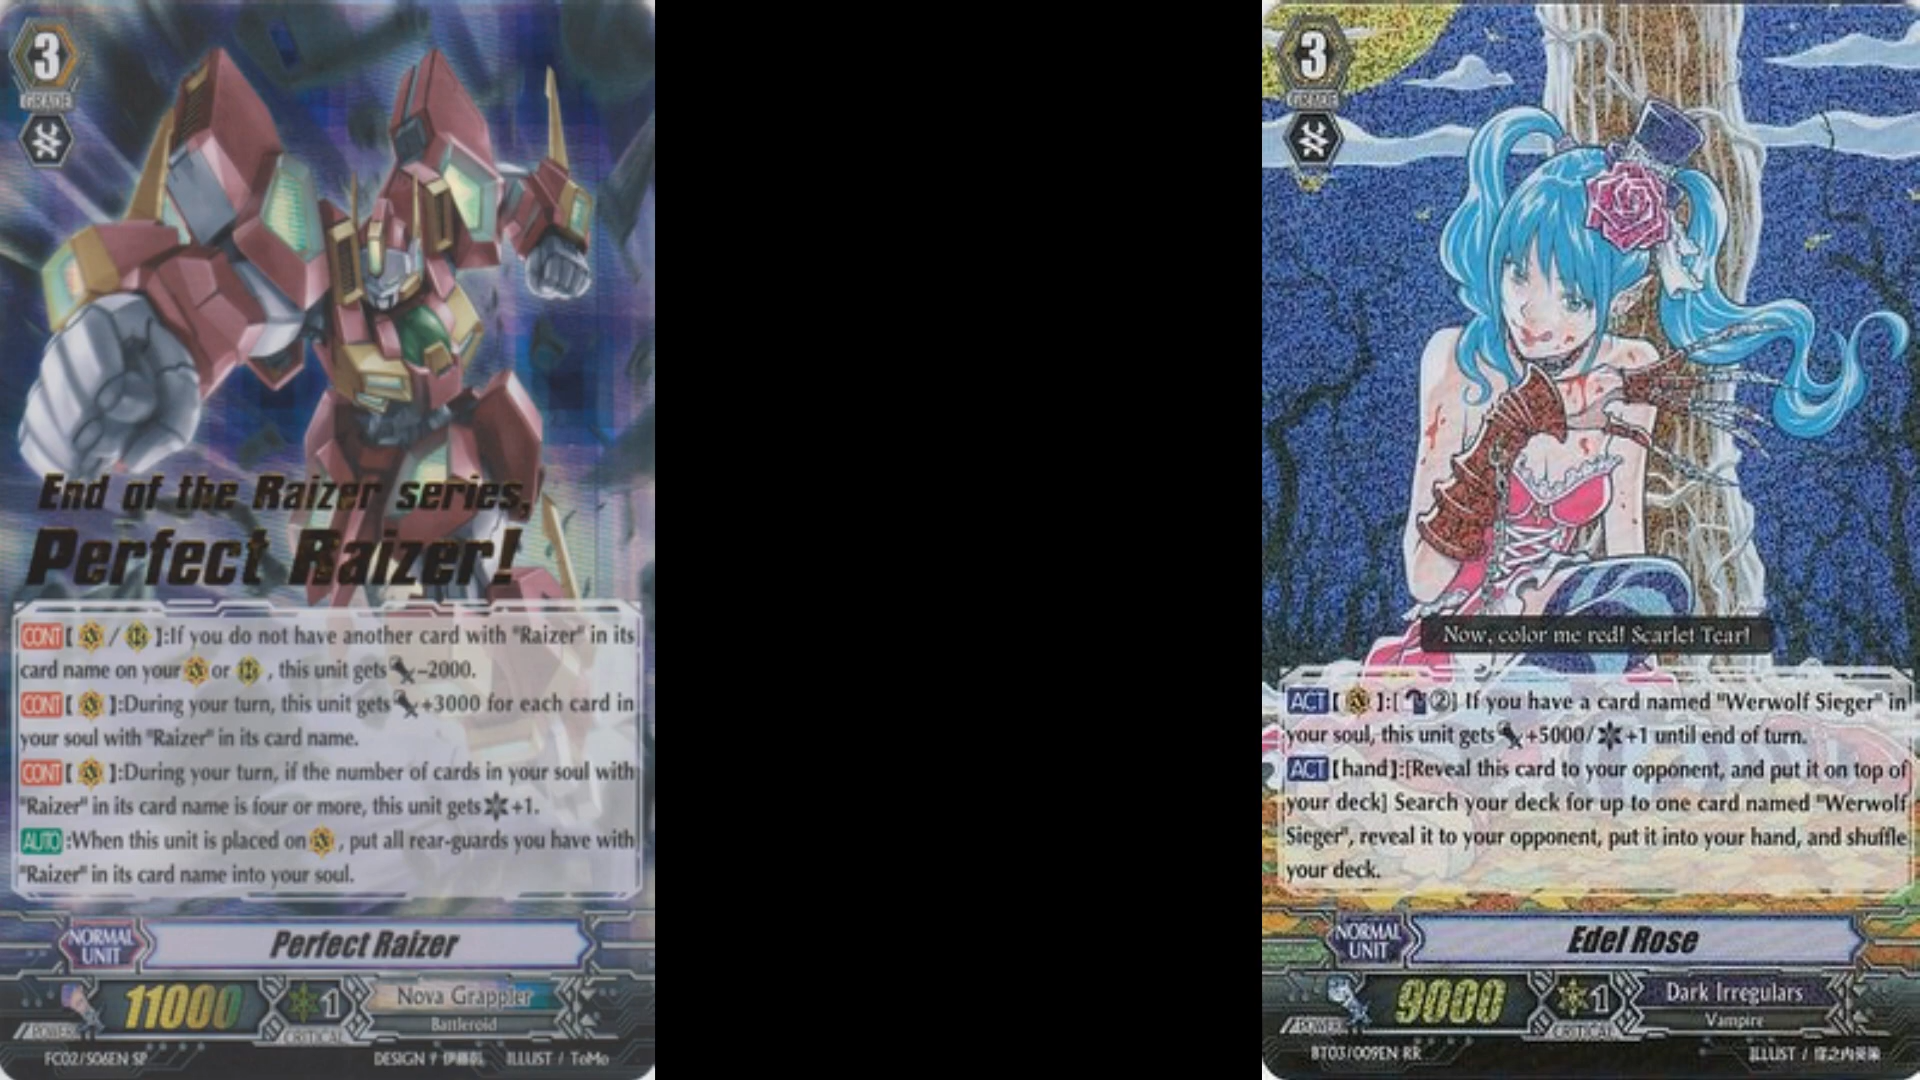 3
GRADE
End of the Raizer series,
Perfect Raizer!
CONT[ / ]:If you do not have another card with "Raizer" in its
card name on your or , this unit gets -2000.
CONT[ ]:During your turn, this unit gets +3000 for each card in
your soul with "Raizer" in its card name.
CONT[ ]:During your turn, if the number of cards in your soul with
"Raizer" in its card name is four or more, this unit gets +1.
AUTO:When this unit is placed on , put all rear-guards you have with
"Raizer" in its card name into your soul.
NORMAL
UNIT
Perfect Raizer
POWER 11000
1
CRITICAL
Nova Grappler
Battleroid
FC02/S06EN SP
DESIGN / 伊藤彰 ILLUST / ToMo
3
GRADE
Now, color me red! Scarlet Tear!
ACT[ ]:[ ②] If you have a card named "Werwolf Sieger" in
your soul, this unit gets +5000/ +1 until end of turn.
ACT[hand]:[Reveal this card to your opponent, and put it on top of
your deck] Search your deck for up to one card named "Werwolf
Sieger", reveal it to your opponent, put it into your hand, and shuffle
your deck.
NORMAL
UNIT
Edel Rose
POWER 9000
1
CRITICAL
Dark Irregulars
Vampire
BT03/009EN RR
ILLUST /